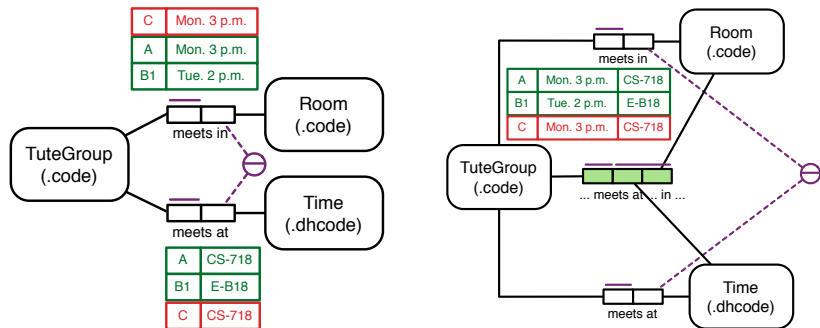 C Mon. 3 p.m.
A Mon. 3 p.m.
B1 Tue. 2 p.m.
Room
(.code)
meets in
TuteGroup
(.code)
Time
(.dhcode)
meets at
A CS-718
B1 E-B18
C CS-718
Room
(.code)
meets in
A Mon. 3 p.m. CS-718
B1 Tue. 2 p.m. E-B18
C Mon. 3 p.m. CS-718
TuteGroup
(.code)
... meets at ... in ...
Time
(.dhcode)
meets at